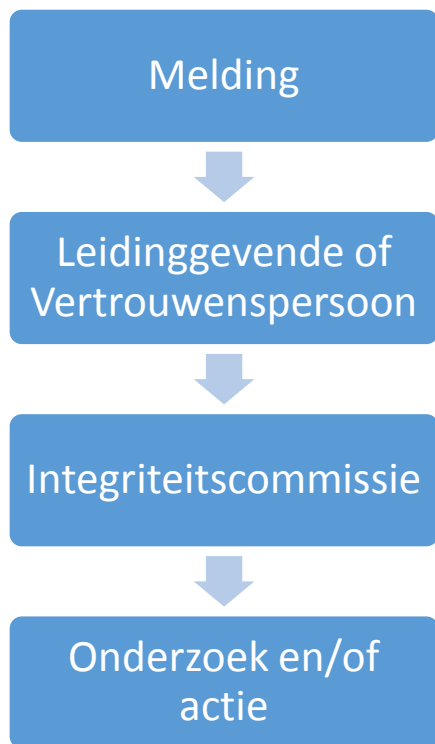 Melding
Leidinggevende of
Vertrouwenspersoon
Integriteitscommissie
Onderzoek en/of
actie